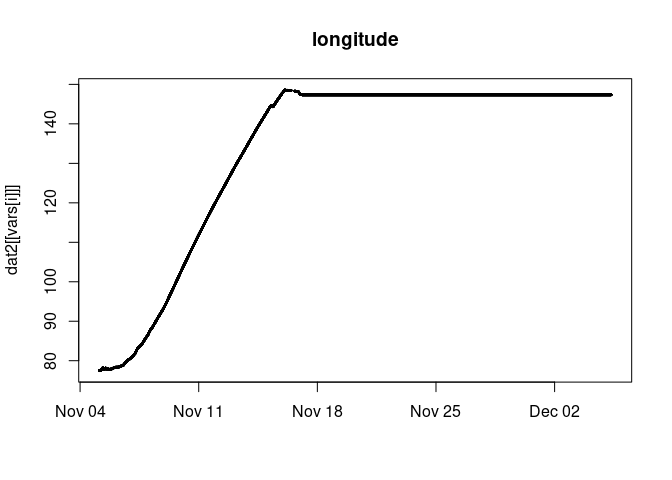 longitude
dat2[[vars[i]]]
140
120
100
90
80
Nov 04
Nov 11
Nov 18
Nov 25
Dec 02